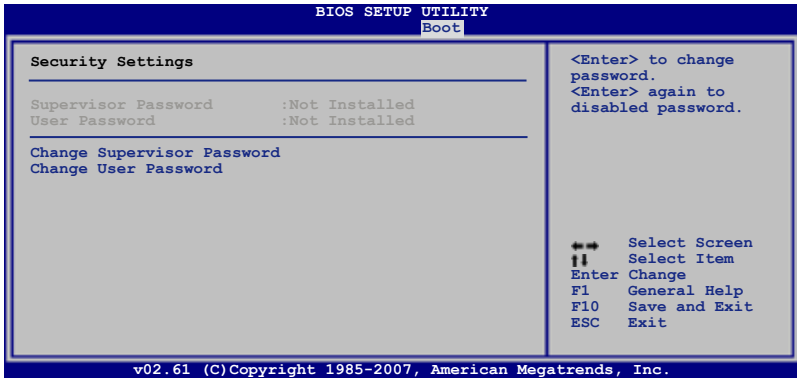 BIOS SETUP UTILITY
Boot
Security Settings
Supervisor Password :Not Installed
User Password :Not Installed
Change Supervisor Password
Change User Password
<Enter> to change
password.
<Enter> again to
disabled password.
←→ Select Screen
↑↓ Select Item
Enter Change
F1 General Help
F10 Save and Exit
ESC Exit
v02.61 (C)Copyright 1985-2007, American Megatrends, Inc.